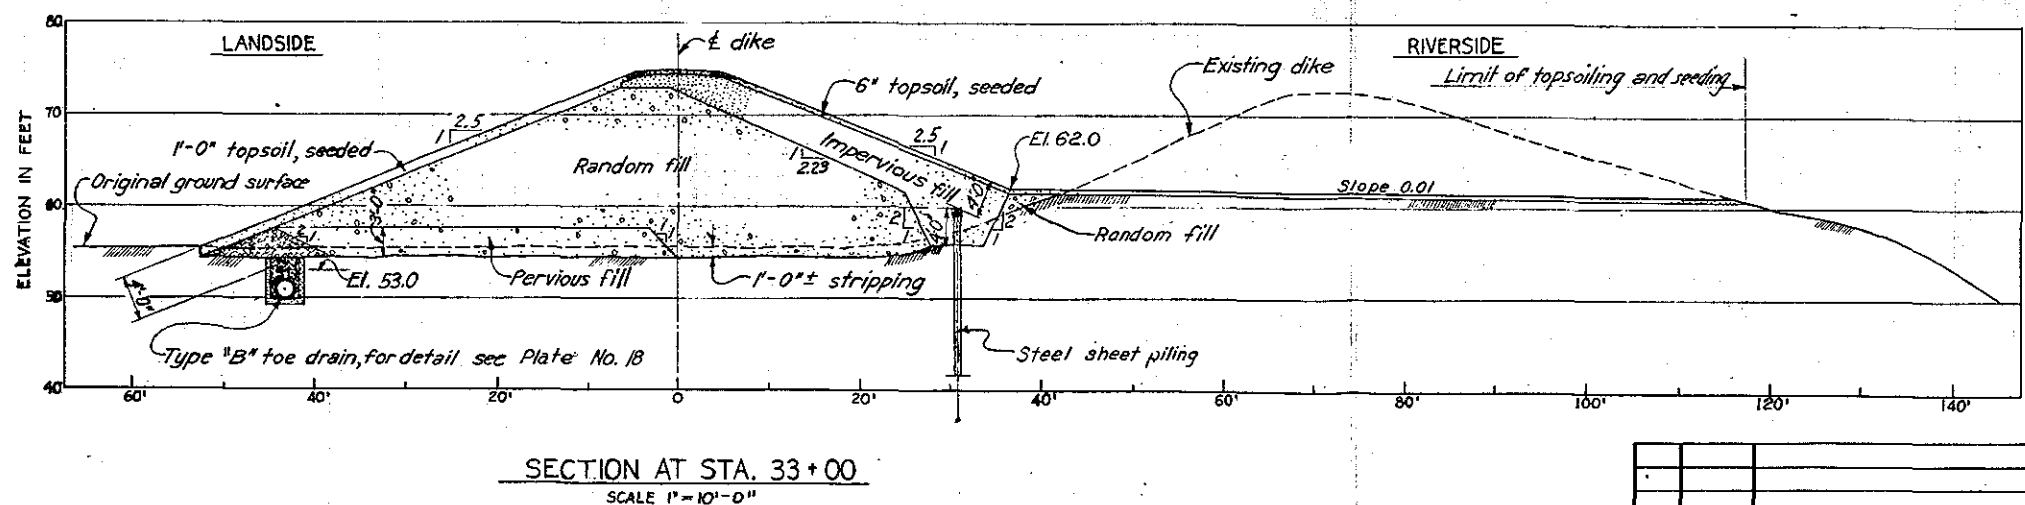 80
LANDSIDE
℄ dike
RIVERSIDE
Existing dike
Limit of topsoiling and seeding
6" topsoil, seeded
70
2.5
1
2.5
1
El. 62.0
1'-0" topsoil, seeded
Random fill
1
2.23
Impervious fill
ELEVATION IN FEET
Original ground surface
Slope 0.01
4'-0"
60
3'-0"
2
1
4'-0"
2
1
Random fill
2
1
1
1
El. 53.0
Pervious fill
1'-0"± stripping
4'-0"
50
Type "B" toe drain, for detail see Plate No. 18
Steel sheet piling
40
60'
40'
20'
0
20'
40'
60'
80'
100'
120'
140'
SECTION AT STA. 33+00
SCALE 1"=10'-0"